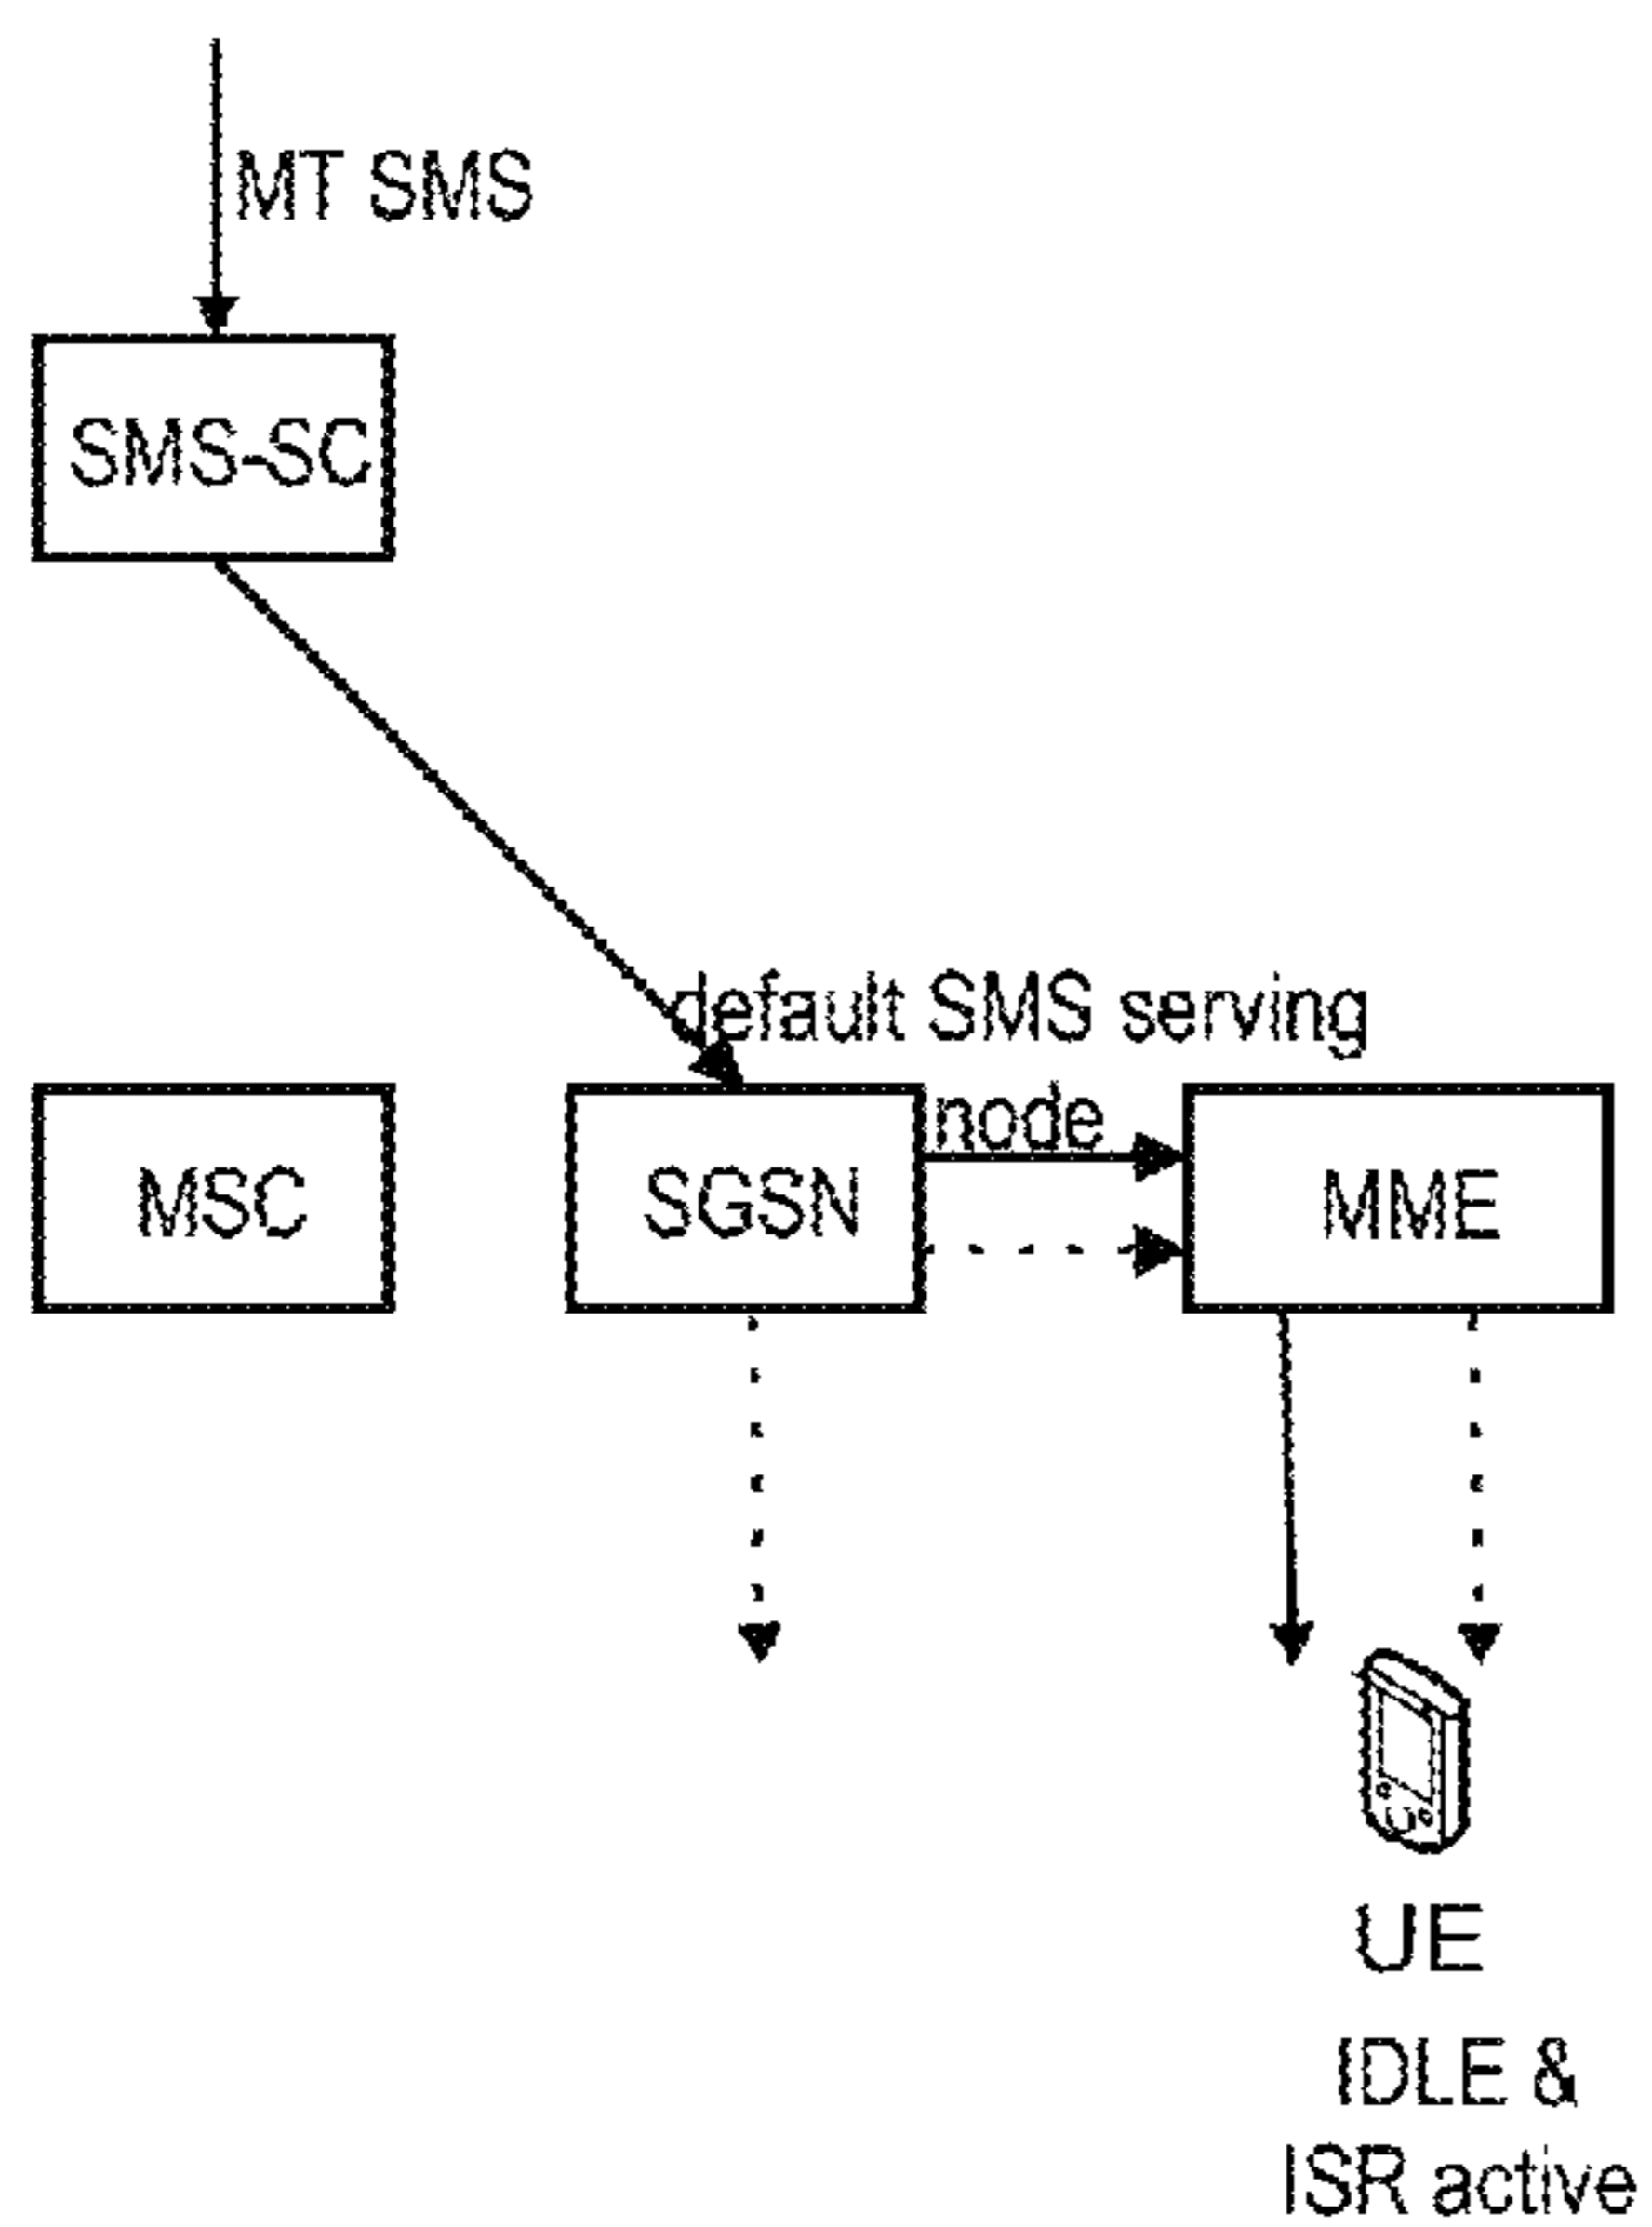 MT SMS
SMS-SC
default SMS serving
node
MSC
SGSN
MME
UE
IDLE &
ISR active